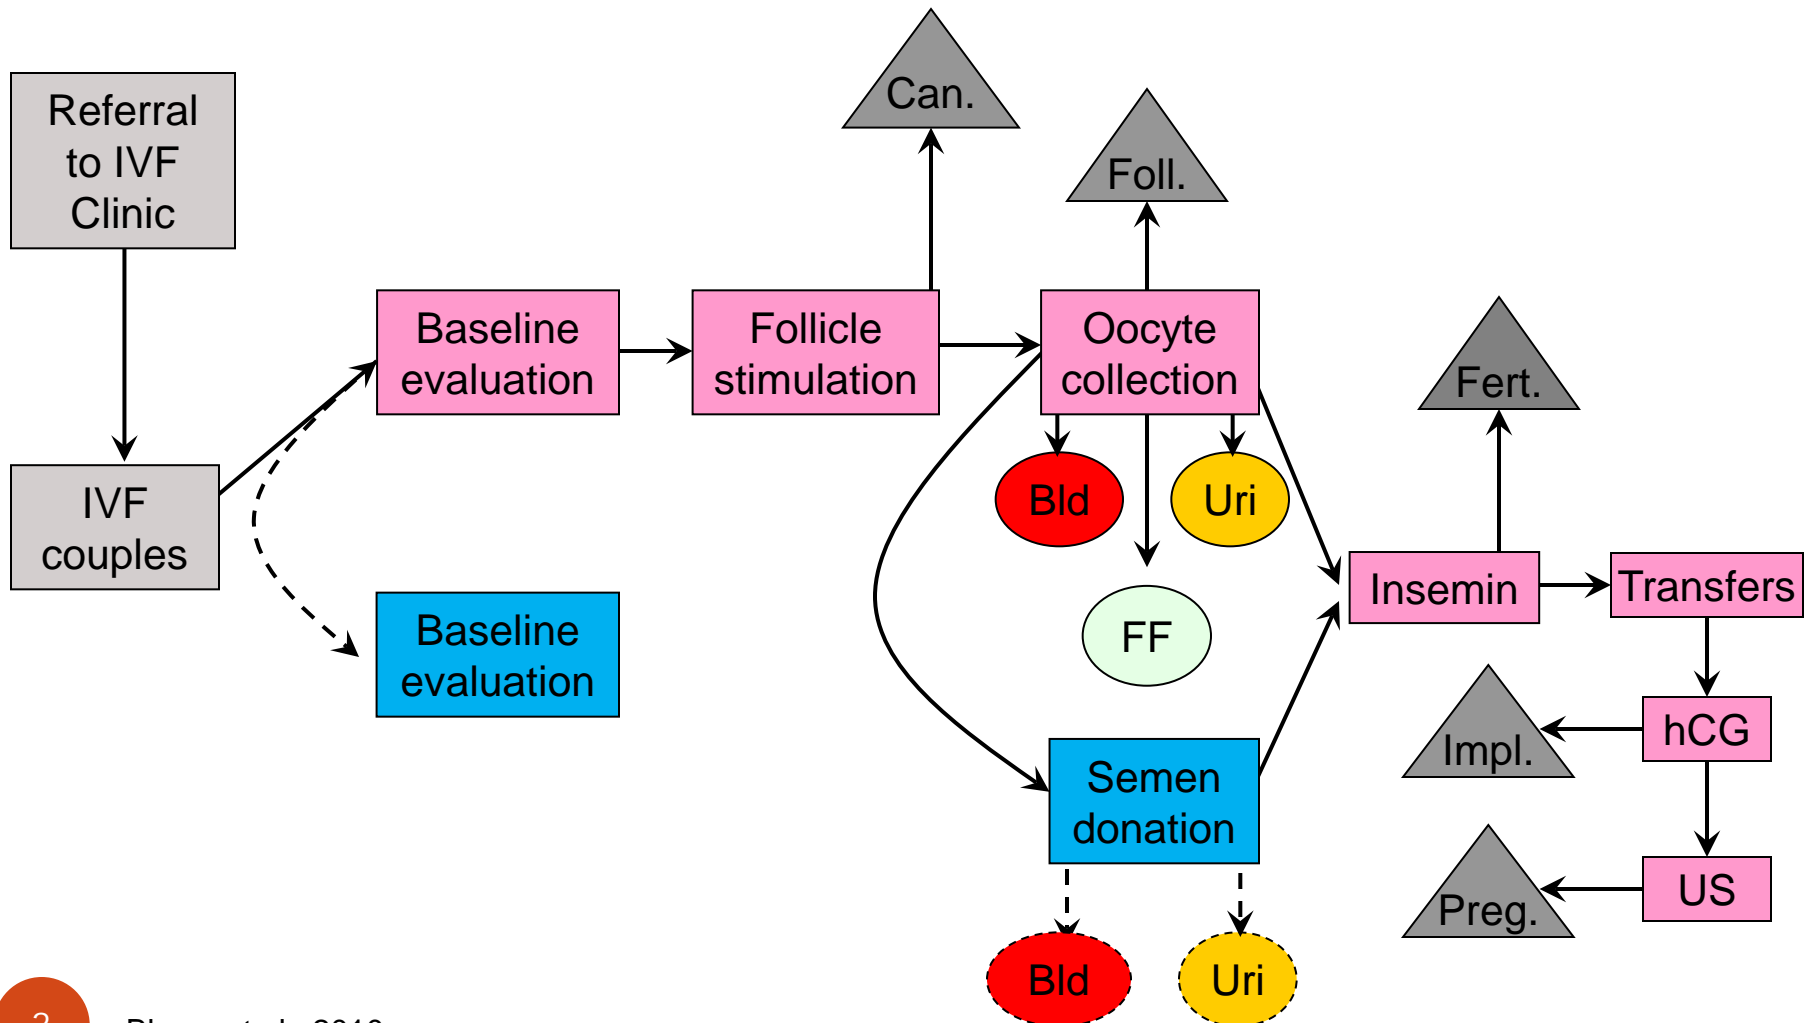 Can.
Referral
to IVF
Clinic
Foll.
Baseline
evaluation
Follicle
stimulation
Oocyte
collection
Fert.
IVF
couples
Bld
Uri
Insemin
Transfers
Baseline
evaluation
FF
Impl.
hCG
Semen
donation
Preg.
US
Bld
Uri